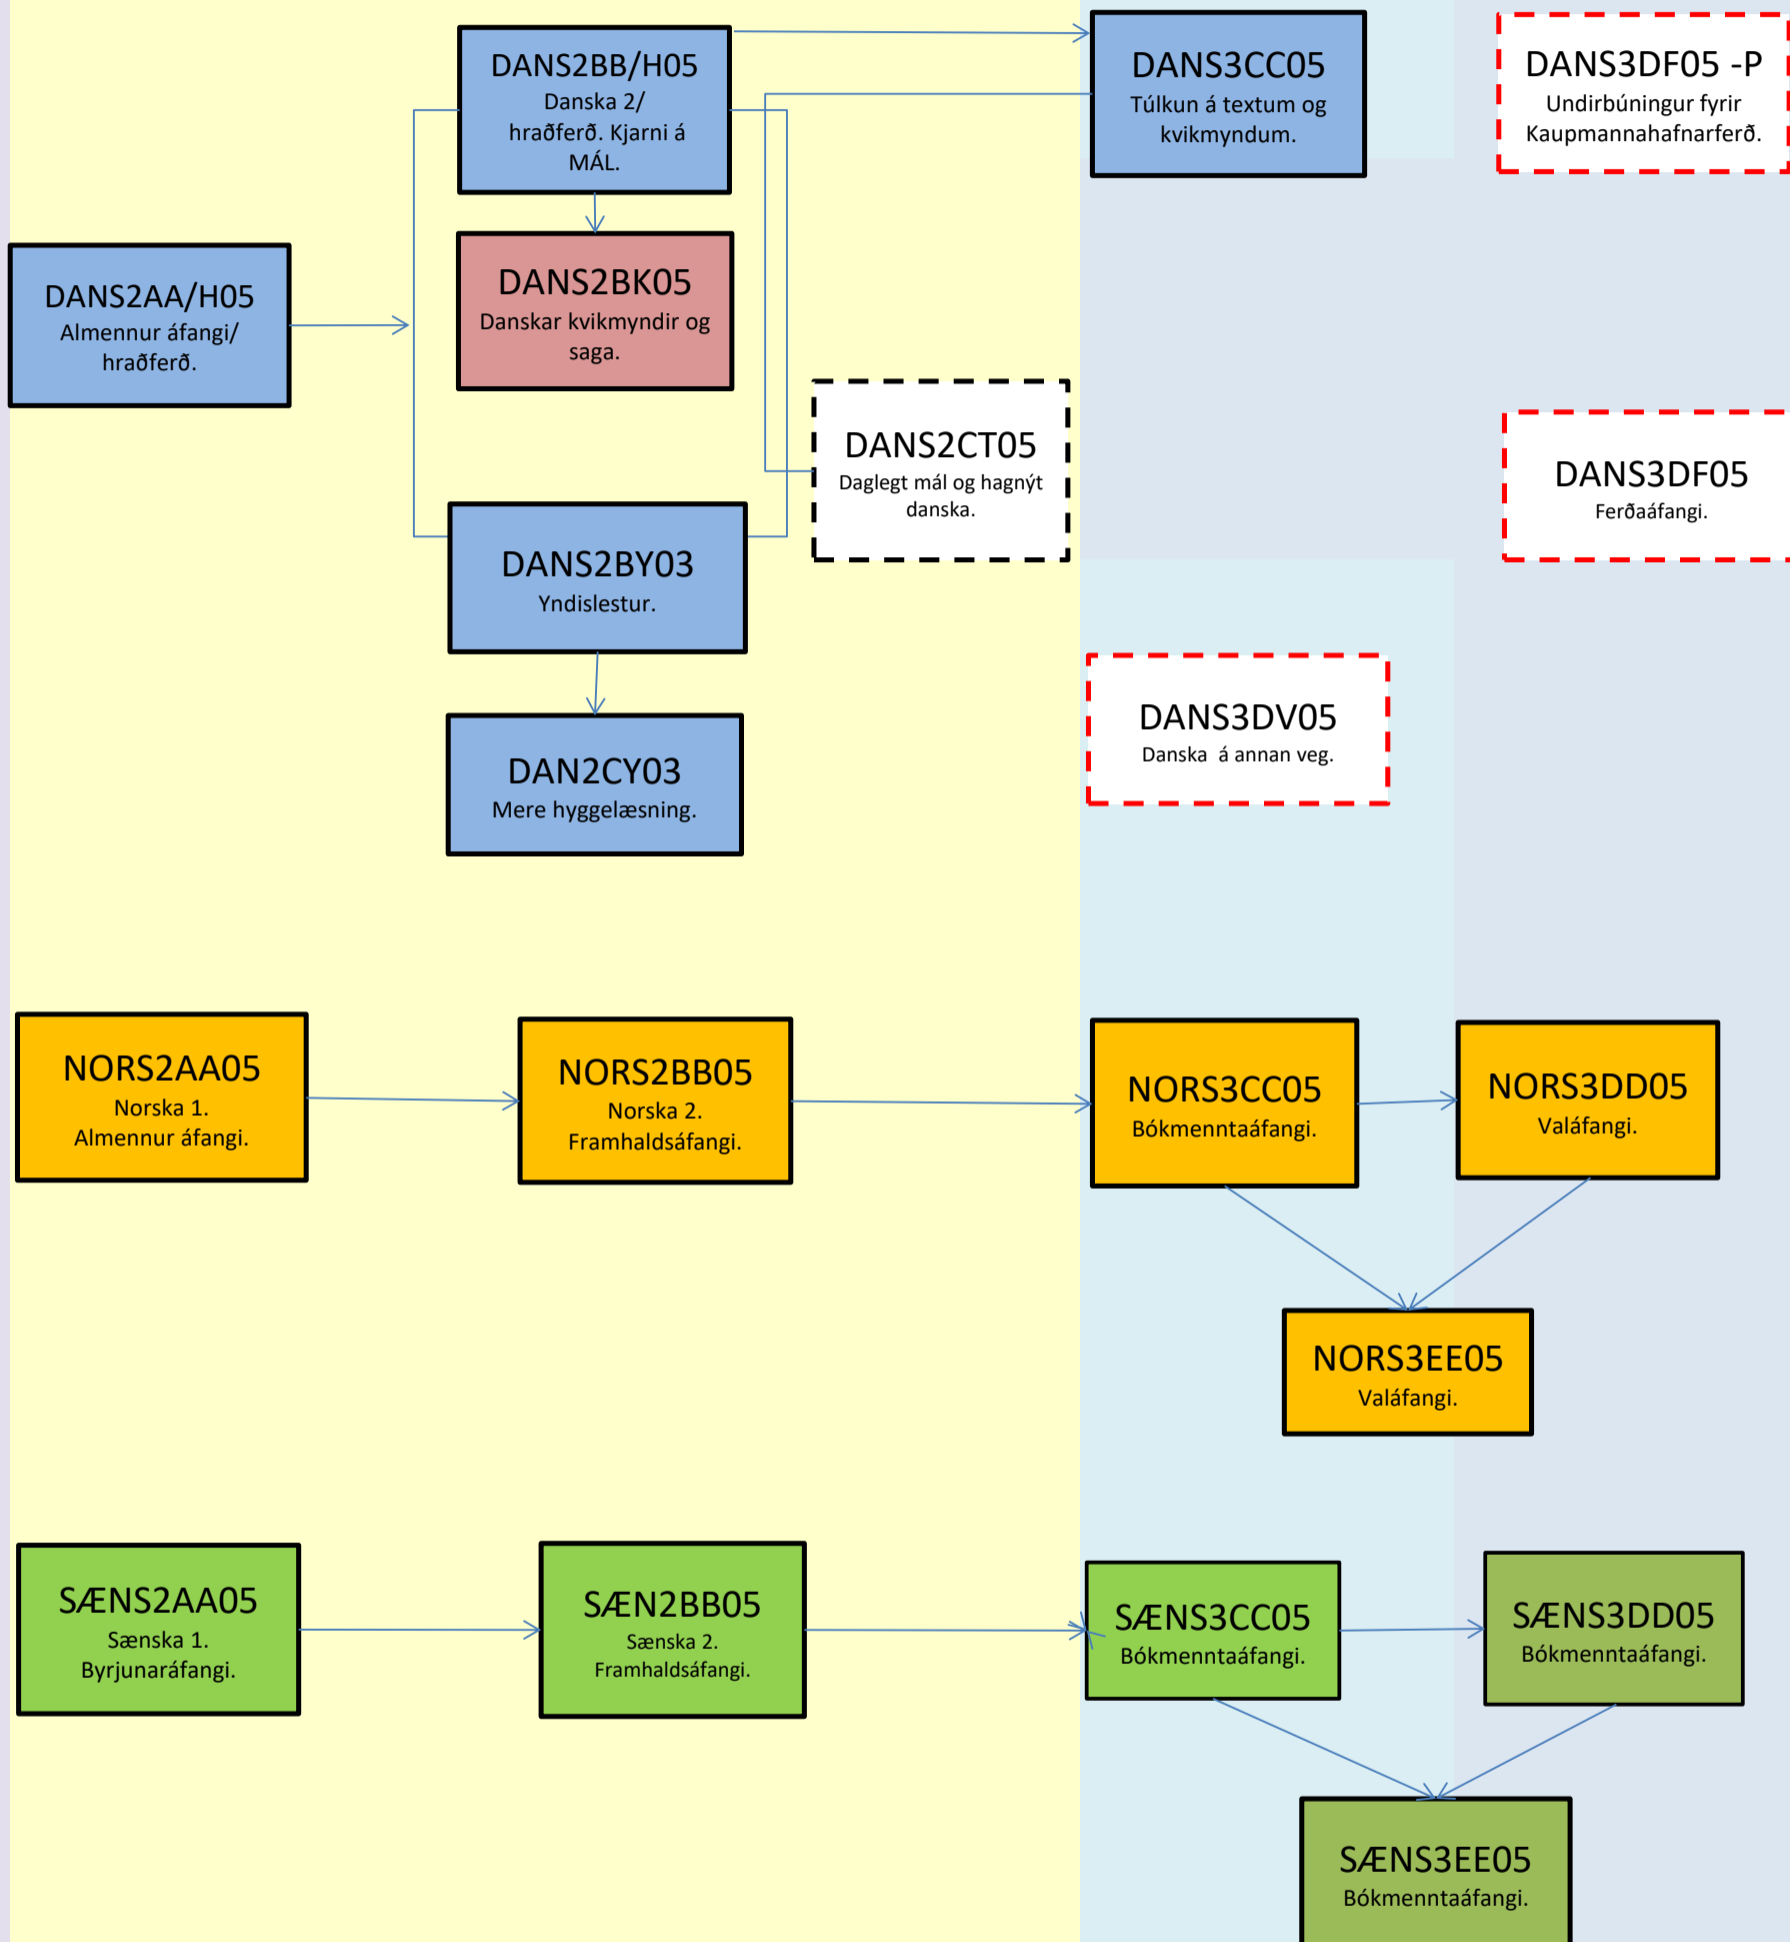 DANS2BB/H05
Danska 2/
hraðferð. Kjarni á
MÁL.
DANS3CC05
Túlkun á textum og
kvikmyndum.
DANS3DF05 -P
Undirbúningur fyrir
Kaupmannahafnarferð.
DANS2AA/H05
Almennur áfangi/
hraðferð.
DANS2BK05
Danskar kvikmyndir og
saga.
DANS2CT05
Daglegt mál og hagnýt
danska.
DANS3DF05
Ferðaáfangi.
DANS2BY03
Yndislestur.
DANS3DV05
Danska  á annan veg.
DAN2CY03
Mere hyggelæsning.
NORS2AA05
Norska 1.
Almennur áfangi.
NORS2BB05
Norska 2.
Framhaldsáfangi.
NORS3CC05
Bókmenntaáfangi.
NORS3DD05
Valáfangi.
NORS3EE05
Valáfangi.
SÆNS2AA05
Sænska 1.
Byrjunaráfangi.
SÆN2BB05
Sænska 2.
Framhaldsáfangi.
SÆNS3CC05
Bókmenntaáfangi.
SÆNS3DD05
Bókmenntaáfangi.
SÆNS3EE05
Bókmenntaáfangi.